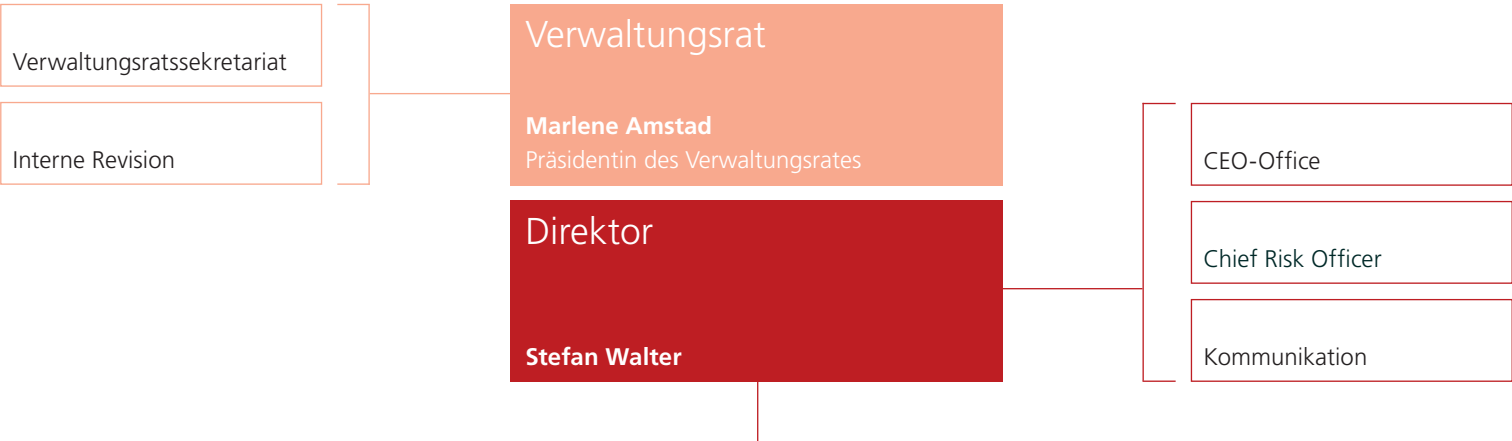 Verwaltungsratssekretariat
Interne Revision
Verwaltungsrat
Marlene Amstad
Präsidentin des Verwaltungsrates
Direktor
Stefan Walter
CEO-Office
Chief Risk Officer
Kommunikation